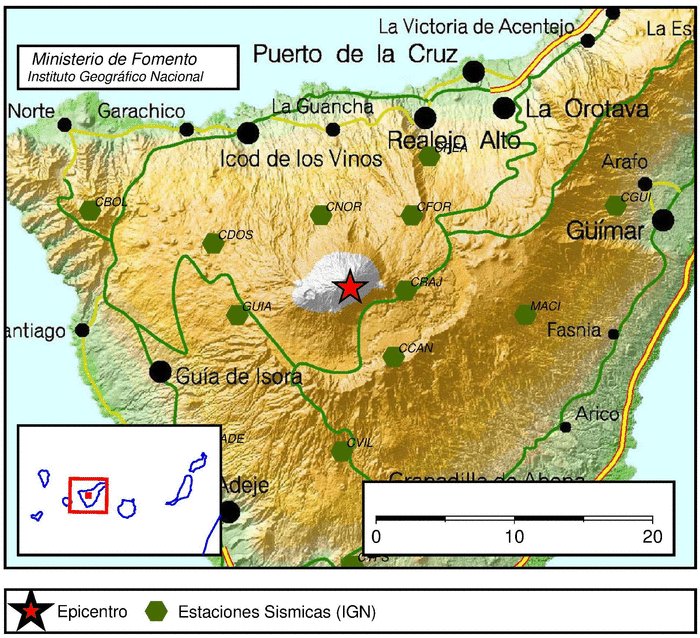 La Victoria de Acentejo
La Es
Ministerio de Fomento
Instituto Geográfico Nacional
Puerto de la Cruz
Norte
Garachico
La Guancha
La Orotava
Realejo Alto
Icod de los Vinos
Arafo
CBOL
CNOR
CFOR
CGUI
Güímar
CDOS
CRAJ
GUIA
MACI
antiago
Fasnia
CCAN
Guía de Isora
Arico
ADE
CVIL
Adeje
Granadilla de Abona
0
10
20
Epicentro
Estaciones Sismicas (IGN)